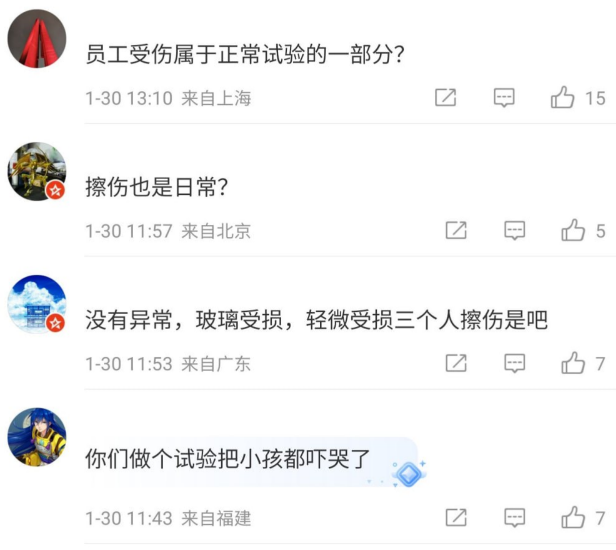 员工受伤属于正常试验的一部分？
1-30 13:10 来自上海 15
擦伤也是日常？
1-30 11:57 来自北京 5
没有异常，玻璃受损，轻微受损三个人擦伤是吧
1-30 11:53 来自广东 7
你们做个试验把小孩都吓哭了
1-30 11:43 来自福建 7